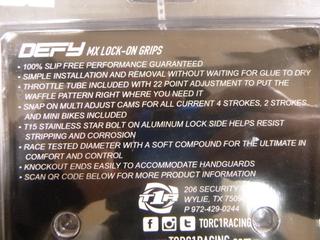 DEFY MX LOCK-ON GRIPS
• 100% SLIP FREE PERFORMANCE GUARANTEED
• SIMPLE INSTALLATION AND REMOVAL WITHOUT WAITING FOR GLUE TO DRY
• THROTTLE TUBE INCLUDED WITH 22 POINT ADJUSTMENT TO PUT THE
WAFFLE PATTERN RIGHT WHERE YOU NEED IT
• SNAP ON MULTI ADJUST CAMS FOR ALL CURRENT 4 STROKES, 2 STROKES
AND MINI BIKES INCLUDED
• T15 STAINLESS STAR BOLT ON ALUMINUM LOCK SIDE HELPS RESIST
STRIPPING AND CORROSION
• RACE TESTED DIAMETER WITH A SOFT COMPOUND FOR THE ULTIMATE IN
COMFORT AND CONTROL
• KNOCKOUT ENDS EASILY TO ACCOMMODATE HANDGUARDS
• SCAN QR CODE BELOW FOR MORE PRODUCT INFORMATION
T1R
206 SECURITY
WYLIE, TX 7509
P 972-429-0244
TORC1RACING
TORC1RACING.com